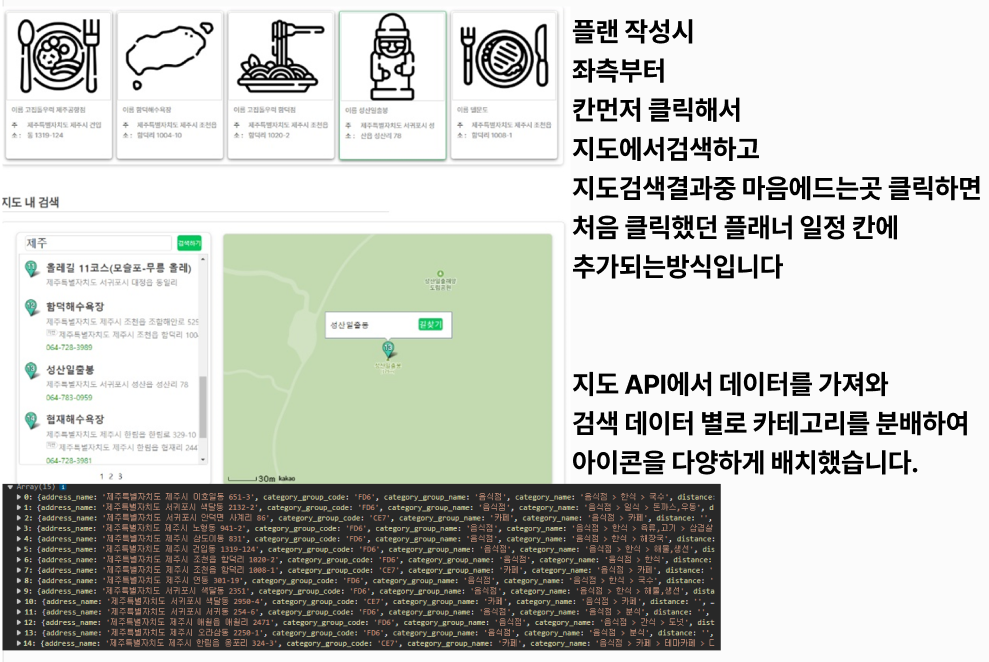 이름 고집돌우럭 제주공항점
주소 : 제주특별자치도 제주시 건입동 1319-124
이름 함덕해수욕장
주소 : 제주특별자치도 제주시 조천읍 함덕리 1004-10
이름 고집돌우럭 함덕점
주소 : 제주특별자치도 제주시 조천읍 함덕리 1020-2
이름 성산일출봉
주소 : 제주특별자치도 서귀포시 성산읍 성산리 78
이름 델문도
주소 : 제주특별자치도 제주시 조천읍 함덕리 1008-1
플랜 작성시
좌측부터
칸먼저 클릭해서
지도에서검색하고
지도검색결과중 마음에드는곳 클릭하면
처음 클릭했던 플래너 일정 칸에
추가되는방식입니다
지도 내 검색
제주
검색하기
올레길 11코스(모슬포-무릉 올레)
제주특별자치도 서귀포시 대정읍 동일리
함덕해수욕장
제주특별자치도 제주시 조천읍 조함해안로 525
제주특별자치도 제주시 조천읍 함덕리 100
064-728-3989
13
성산일출봉
제주특별자치도 서귀포시 성산읍 성산리 78
064-783-0959
14
협재해수욕장
제주특별자치도 제주시 한림읍 한림로 329-10
제주특별자치도 제주시 한림읍 협재리 244
064-728-3981
1 2 3
성산일출해양
도립공원
성산일출봉
길찾기
13
성산일출봉
30m kakao
지도 API에서 데이터를 가져와
검색 데이터 별로 카테고리를 분배하여
아이콘을 다양하게 배치했습니다.
▼ Array(15) i
▶ 0: {address_name: '제주특별자치도 제주시 이호일동 651-3', category_group_code: 'FD6', category_group_name: '음식점', category_name: '음식점 > 한식 > 국수', distance:
▶ 1: {address_name: '제주특별자치도 서귀포시 색달동 2132-2', category_group_code: 'FD6', category_group_name: '음식점', category_name: '음식점 > 일식 > 돈까스,우동', d
▶ 2: {address_name: '제주특별자치도 서귀포시 안덕면 사계리 86', category_group_code: 'CE7', category_group_name: '카페', category_name: '음식점 > 카페', distance: '',
▶ 3: {address_name: '제주특별자치도 제주시 노형동 941-2', category_group_code: 'FD6', category_group_name: '음식점', category_name: '음식점 > 한식 > 육류,고기 > 삼겹살
▶ 4: {address_name: '제주특별자치도 제주시 삼도이동 831', category_group_code: 'FD6', category_group_name: '음식점', category_name: '음식점 > 한식 > 해장국', dist
▶ 5: {address_name: '제주특별자치도 제주시 건입동 1319-124', category_group_code: 'FD6', category_group_name: '음식점', category_name: '음식점 > 한식 > 해물,생선', dis
▶ 6: {address_name: '제주특별자치도 제주시 조천읍 함덕리 1020-2', category_group_code: 'FD6', category_group_name: '음식점', category_name: '음식점 > 한식', distance:
▶ 7: {address_name: '제주특별자치도 제주시 조천읍 함덕리 1008-1', category_group_code: 'CE7', category_group_name: '카페', category_name: '음식점 > 카페', distance: '
▶ 8: {address_name: '제주특별자치도 제주시 연동 301-19', category_group_code: 'FD6', category_group_name: '음식점', category_name: '음식점 > 한식 > 국수', distance: '
▶ 9: {address_name: '제주특별자치도 서귀포시 색달동 2351', category_group_code: 'FD6', category_group_name: '음식점', category_name: '음식점 > 한식 > 해물,생선', dista
▶ 10: {address_name: '제주특별자치도 서귀포시 색달동 2950-4', category_group_code: 'CE7', category_group_name: '카페', category_name: '음식점 > 카페', distance: '', …
▶ 11: {address_name: '제주특별자치도 서귀포시 서귀동 254-6', category_group_code: 'FD6', category_group_name: '음식점', category_name: '음식점 > 분식', distance: '',
▶ 12: {address_name: '제주특별자치도 제주시 애월읍 애월리 2471', category_group_code: 'FD6', category_group_name: '음식점', category_name: '음식점 > 간식 > 도넛', dist
▶ 13: {address_name: '제주특별자치도 제주시 오라삼동 2250-1', category_group_code: 'FD6', category_group_name: '음식점', category_name: '음식점 > 분식', distance: '',
▶ 14: {address_name: '제주특별자치도 제주시 한림읍 옹포리 324-3', category_group_code: 'CE7', category_group_name: '카페', category_name: '음식점 > 카페 > 테마카페 > 디